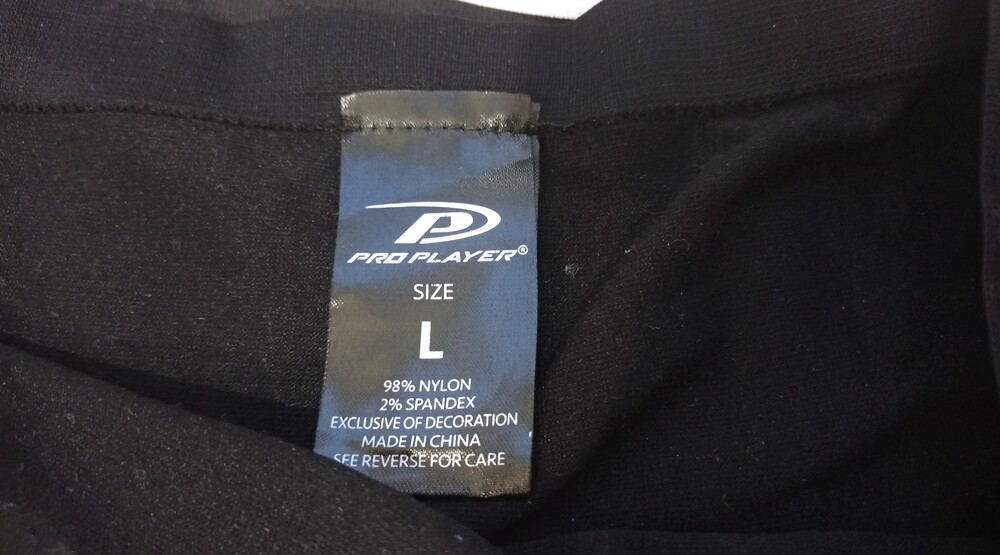 P
PRO PLAYER®
SIZE
L
98% NYLON
2% SPANDEX
EXCLUSIVE OF DECORATION
MADE IN CHINA
SEE REVERSE FOR CARE